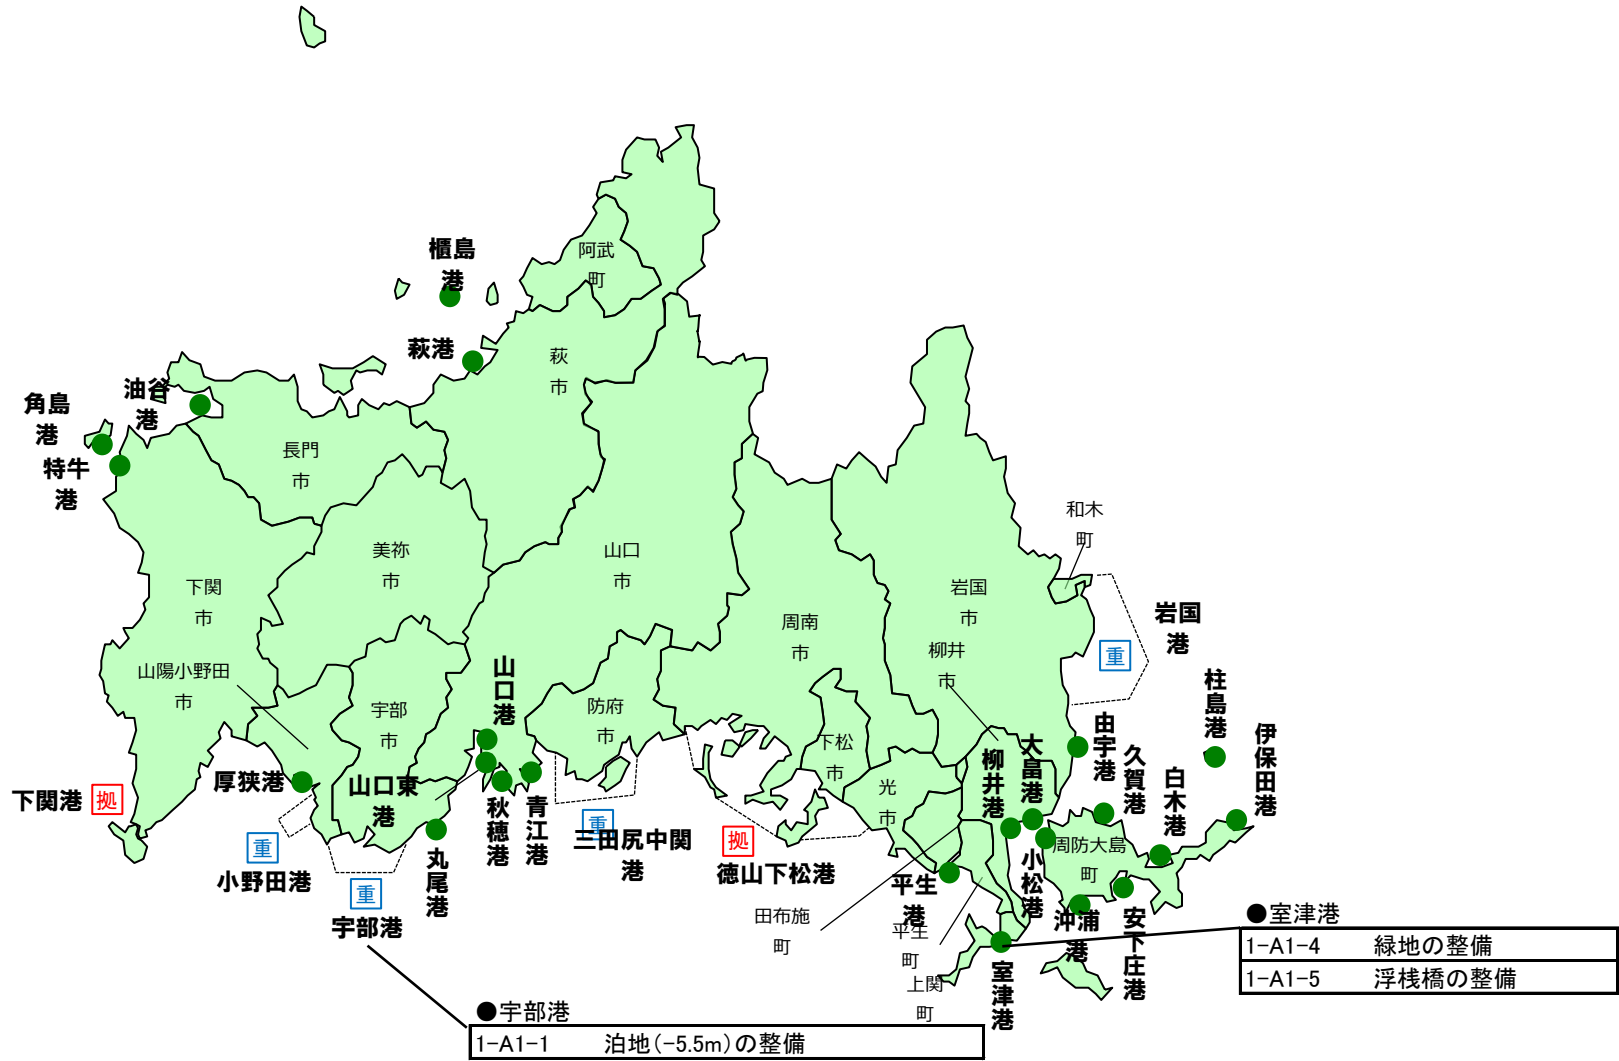 櫃島
港
阿武
町
萩港
萩
市
油谷
港
角島
港
特牛
港
長門
市
和木
町
美祢
市
山口
市
下関
市
岩国
市
岩国
港
重
周南
市
柳井
市
山陽小野田
市
山口港
柱島港
宇部
市
防府
市
下松
市
由宇港
伊保田港
大畠港
久賀港
柳井港
白木港
厚狭港
山口東
港
光
市
下関港
拠
秋穂港
青江港
重
三田尻中関
港
拠
徳山下松港
重
小野田港
丸尾港
重
宇部港
周防大島
町
小松港
平生
港
田布施
町
平生
町
沖浦
港
安下庄港
上関
町
室津港
●室津港
1-A1-4 緑地の整備
1-A1-5 浮桟橋の整備
●宇部港
1-A1-1 泊地(-5.5m)の整備